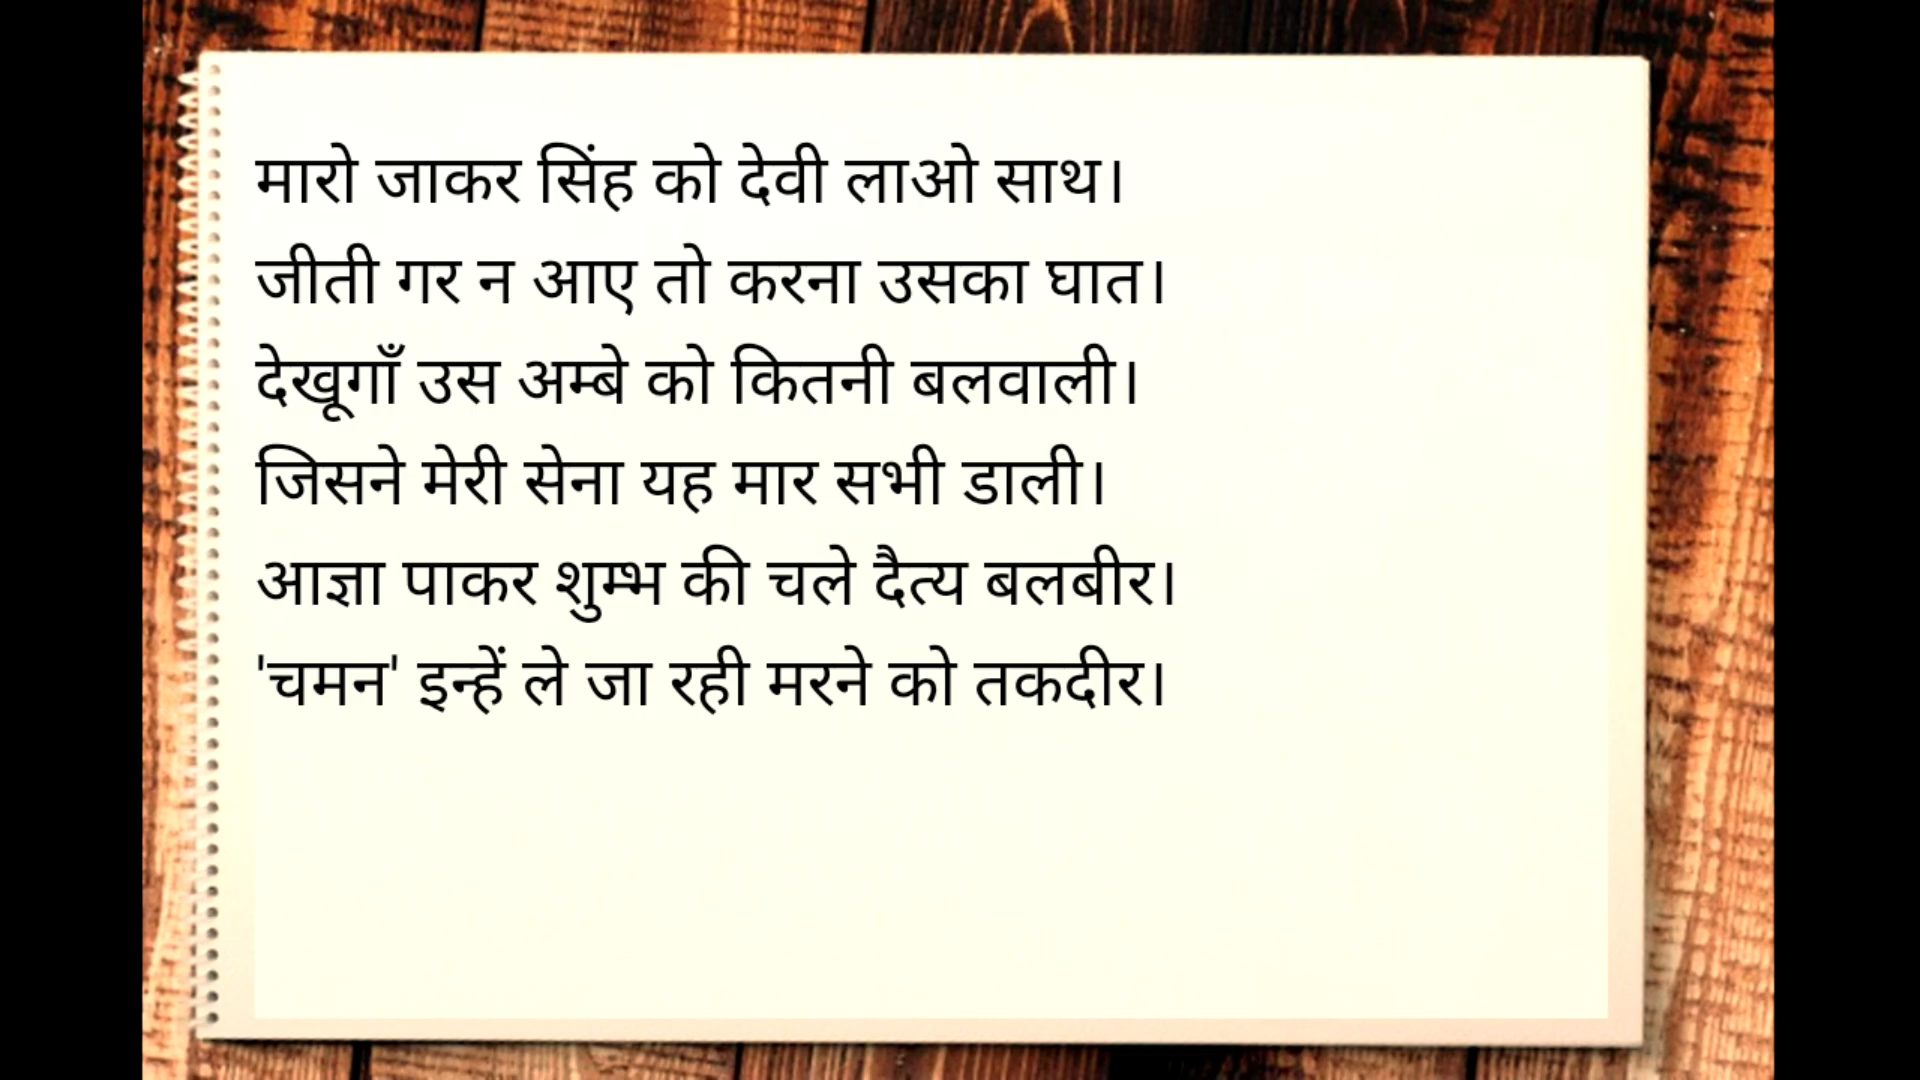 मारो जाकर सिंह को देवी लाओ साथ।
जीती गर न आए तो करना उसका घात।
देखूगाँ उस अम्बे को कितनी बलवाली।
जिसने मेरी सेना यह मार सभी डाली।
आज्ञा पाकर शुम्भ की चले दैत्य बलबीर।
'चमन' इन्हें ले जा रही मरने को तकदीर।